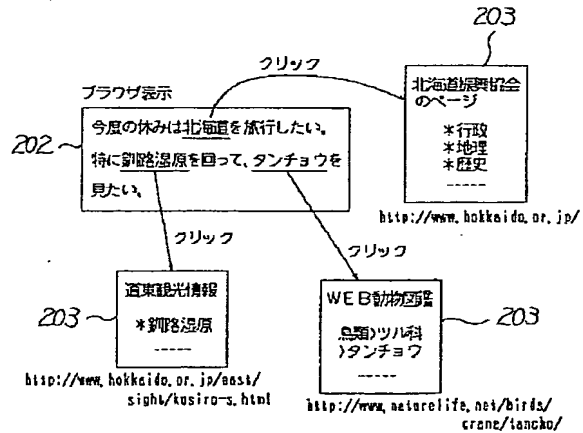 203
クリック
北海道振興協会
のページ
*行政
*地理
*歴史
-----
http://www.hokkaido.or.jp/
ブラウザ表示
202
今度の休みは北海道を旅行したい。
特に釧路湿原を回って、タンチョウを
見たい。
クリック
クリック
203
道東観光情報
*釧路湿原
-----
http://www.hokkaido.or.jp/east/
sight/kusiro-s.html
WEB動物図鑑
鳥類〉ツル科
〉タンチョウ
-----
203
http://www.naturelife.net/birds/
crane/tancho/